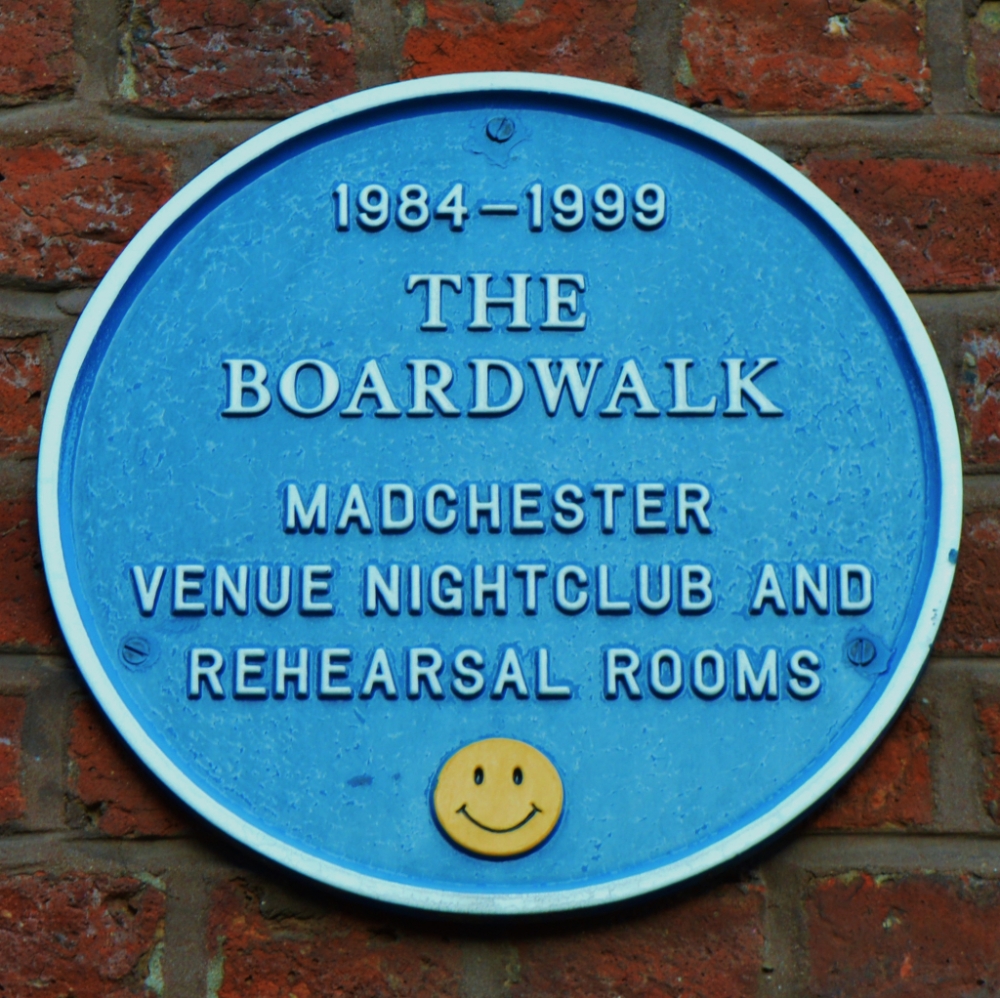 1984–1999
THE
BOARDWALK
MADCHESTER
VENUE NIGHTCLUB AND
REHEARSAL ROOMS